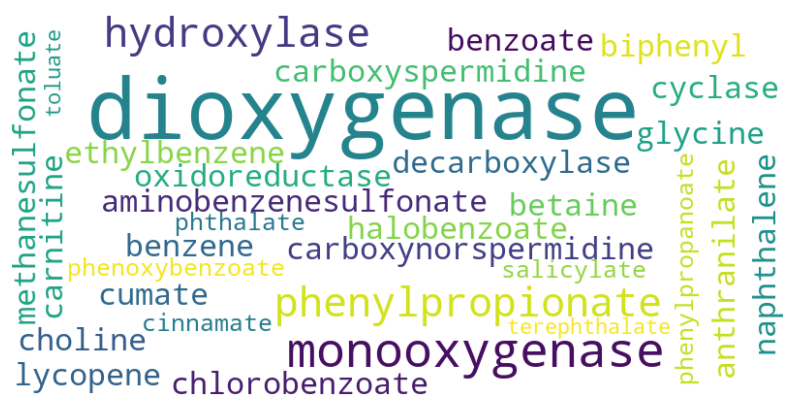 hydroxylase
benzoate
biphenyl
carboxyspermidine
cyclase
dioxygenase
glycine
ethylbenzene
decarboxylase
oxidoreductase
aminobenzenesulfonate
betaine
phthalate
halobenzoate
benzene
carboxynorspermidine
phenoxybenzoate
salicylate
cumate
phenylpropionate
cinnamate
terephthalate
choline
monooxygenase
lycopene
chlorobenzoate
methanesulfonate
toluate
carnitine
phenylpropanoate
anthranilate
naphthalene